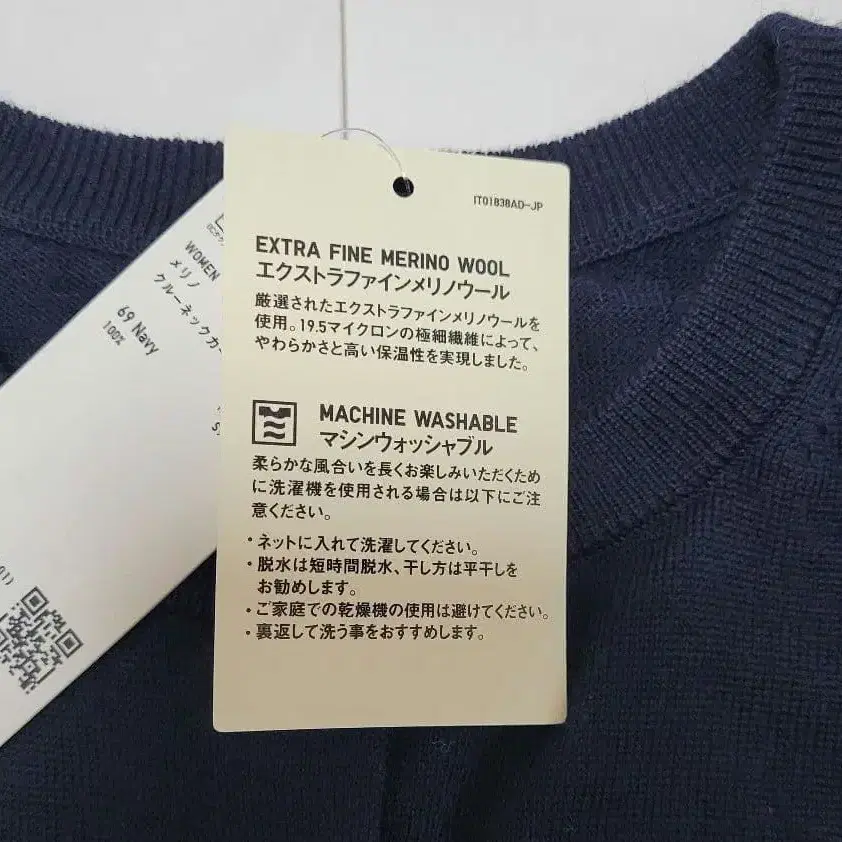 IT01838AD-JP
EXTRA FINE MERINO WOOL
エクストラファインメリノウール
厳選されたエクストラファインメリノウールを
使用。19.5マイクロンの極細繊維によって、
やわらかさと高い保温性を実現しました。
MACHINE WASHABLE
マシンウォッシャブル
柔らかな風合いを長くお楽しみいただくため
に洗濯機を使用される場合は以下にご注
意ください。
・ネットに入れて洗濯してください。
・脱水は短時間脱水、干し方は平干しを
お勧めします。
・ご家庭での乾燥機の使用は避けてください。
・裏返して洗う事をおすすめします。
WOMEN
メリノ
クルーネックカ
69 Navy
100%